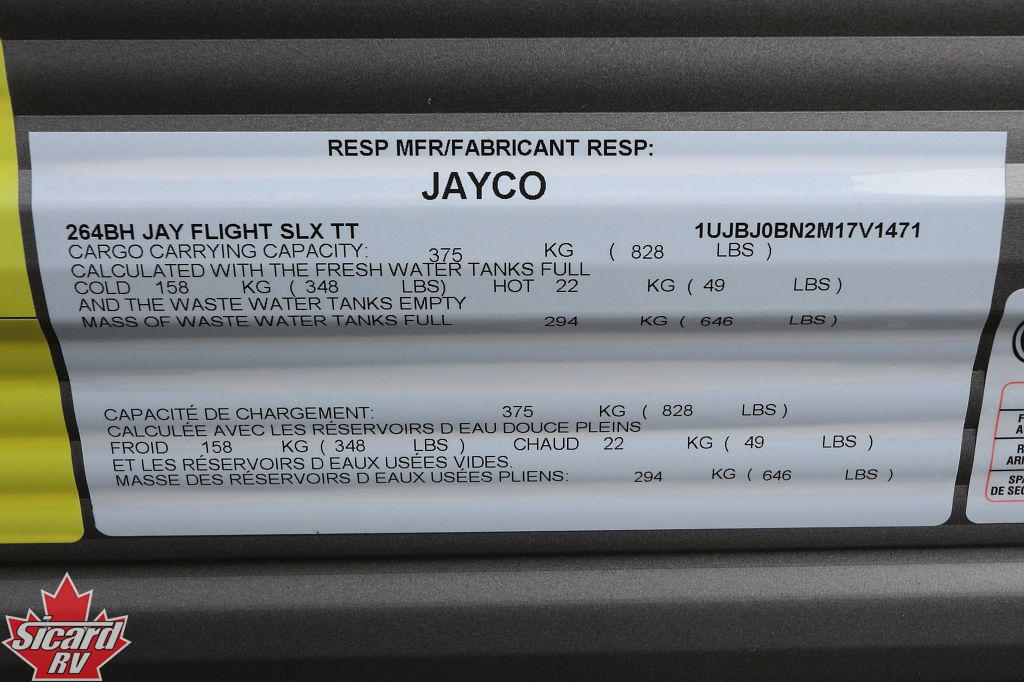 RESP MFR/FABRICANT RESP:
JAYCO
264BH JAY FLIGHT SLX TT 1UJBJ0BN2M17V1471
CARGO CARRYING CAPACITY: 375 KG ( 828 LBS )
CALCULATED WITH THE FRESH WATER TANKS FULL
COLD 158 KG ( 348 LBS) HOT 22 KG ( 49 LBS )
AND THE WASTE WATER TANKS EMPTY
MASS OF WASTE WATER TANKS FULL 294 KG ( 646 LBS )
CAPACITÉ DE CHARGEMENT: 375 KG ( 828 LBS )
CALCULÉE AVEC LES RÉSERVOIRS D EAU DOUCE PLEINS
FROID 158 KG ( 348 LBS ) CHAUD 22 KG ( 49 LBS )
ET LES RÉSERVOIRS D EAUX USÉES VIDES.
MASSE DES RÉSERVOIRS D EAUX USÉES PLIENS: 294 KG ( 646 LBS )
DE SEC
Sicard
RV